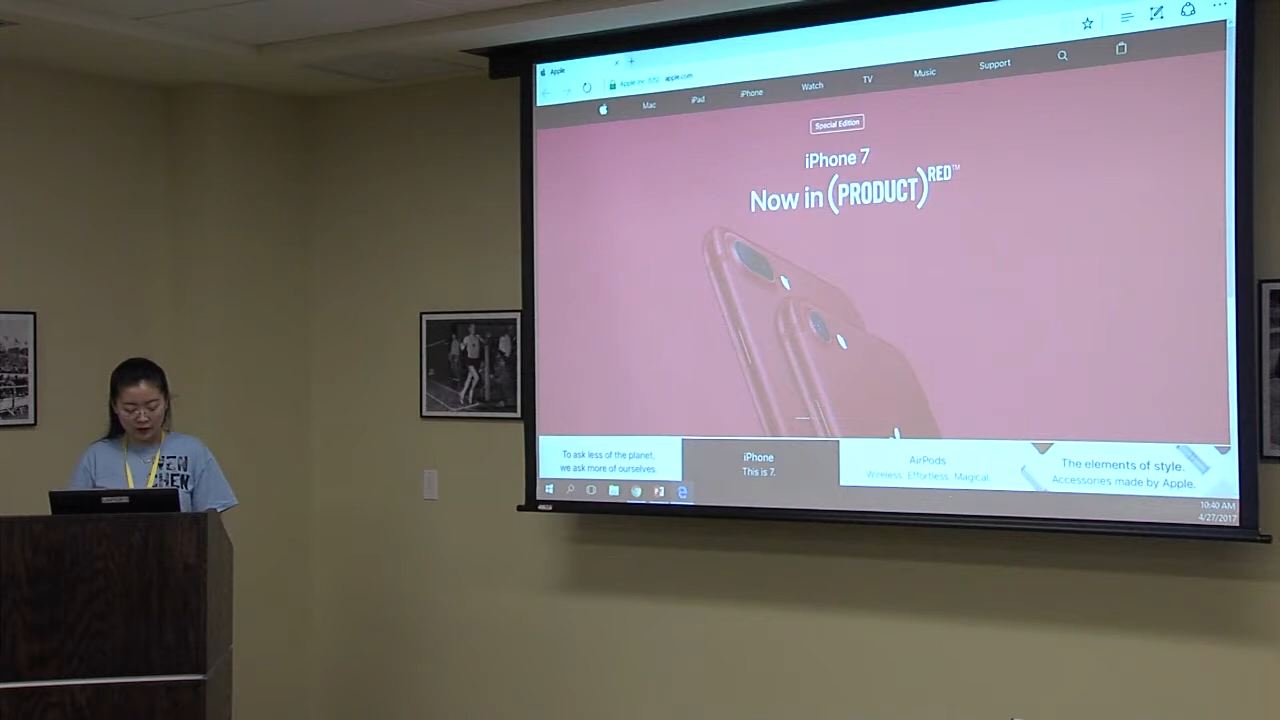 Apple
apple.com
Mac
iPad
iPhone
Watch
TV
Music
Support
Special Edition
iPhone 7
Now in (PRODUCT)RED™
To ask less of the planet,
we ask more of ourselves.
iPhone
This is 7.
AirPods
Wireless. Effortless. Magical.
The elements of style.
Accessories made by Apple.
10:40 AM
4/27/2017